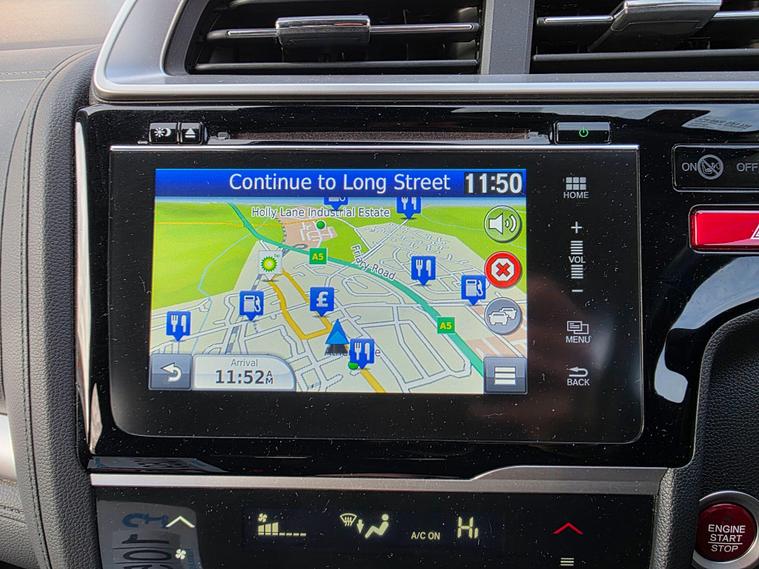 Continue to Long Street
11:50
Holly Lane Industrial Estate
A5
Friary Road
£
A5
Arrival
11:52 AM
HOME
+
VOL
-
MENU
BACK
ON
OFF
A/C ON
Hi
ENGINE
START
STOP